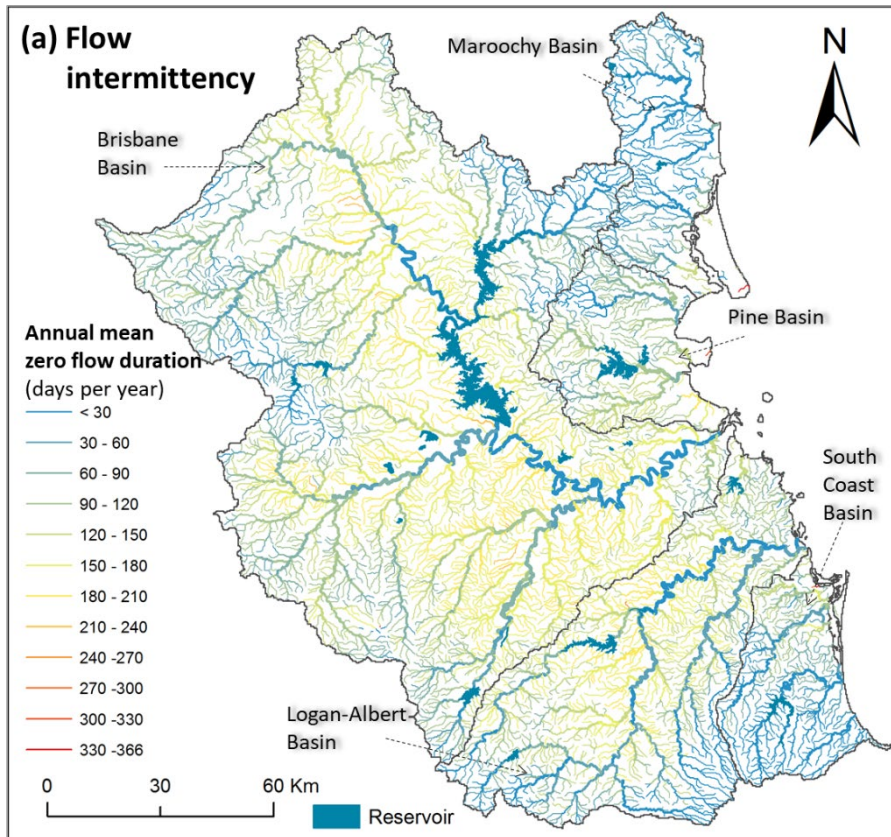 (a) Flow
intermittency
Maroochy Basin
N
Brisbane
Basin
Pine Basin
Annual mean
zero flow duration
(days per year)
< 30
30 - 60
60 - 90
90 - 120
120 - 150
150 - 180
180 - 210
210 - 240
240 -270
270 - 300
300 - 330
330 -366
South
Coast
Basin
Logan-Albert
Basin
0 30 60 Km
Reservoir